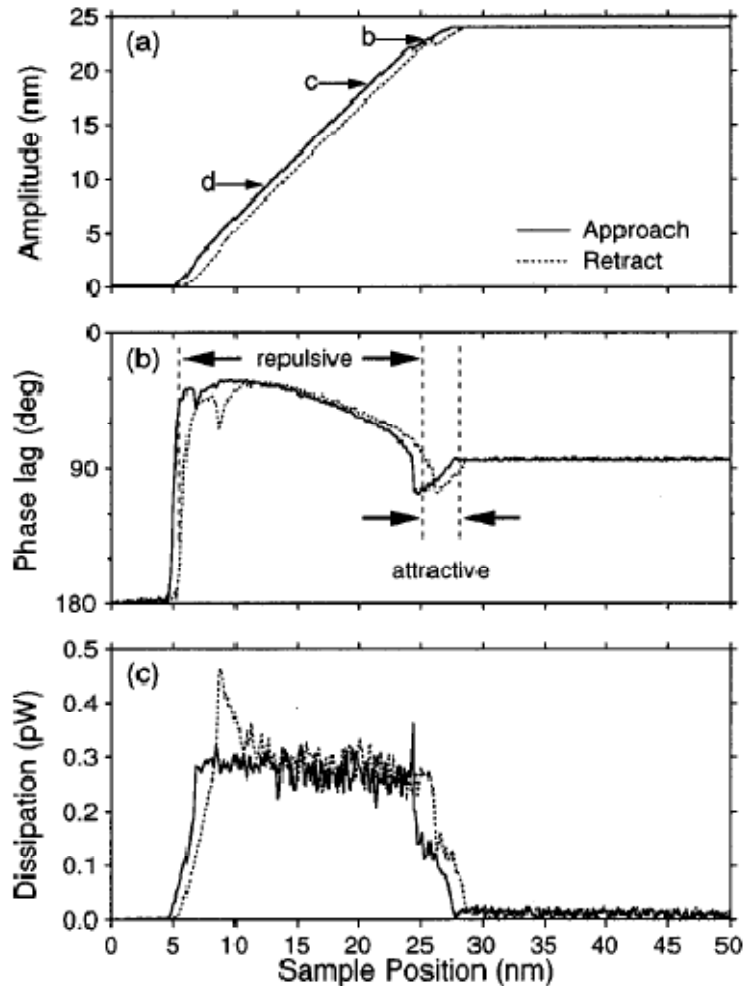 25
20
15
10
5
0
Amplitude (nm)
(a)
b
c
d
Approach
Retract
0
90
180
Phase lag (deg)
(b)
repulsive
attractive
0.5
0.4
0.3
0.2
0.1
0.0
Dissipation (pW)
(c)
0 5 10 15 20 25 30 35 40 45 50
Sample Position (nm)